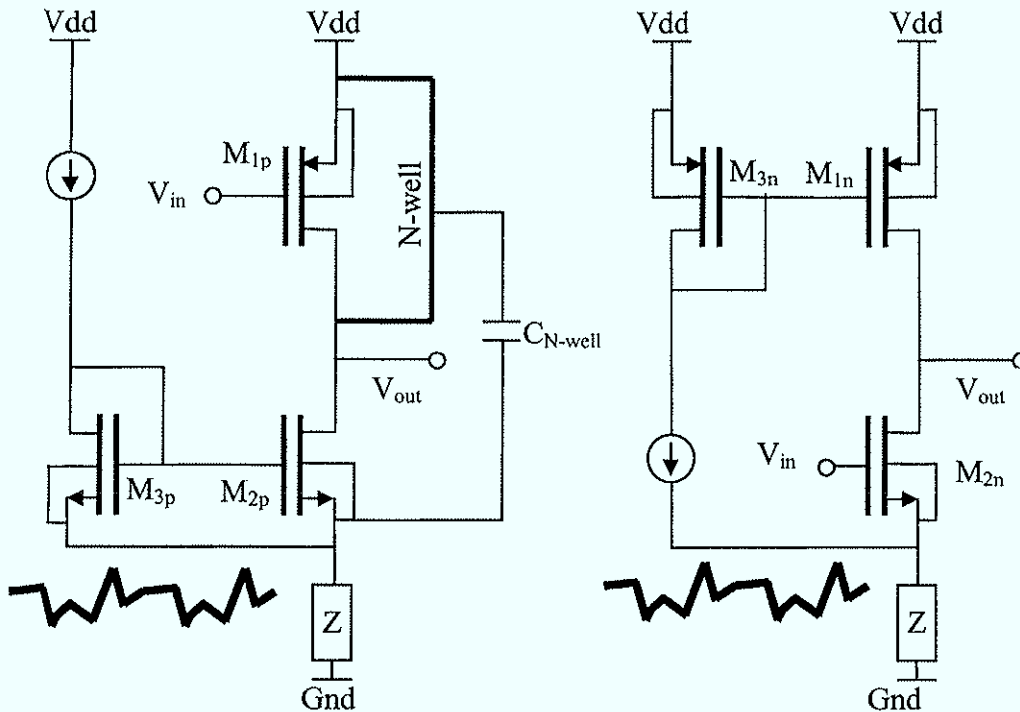 Vdd
Vdd
M1p
Vin
N-well
CN-well
Vout
M3p
M2p
Z
Gnd
Vdd
Vdd
M3n
M1n
Vout
Vin
M2n
Z
Gnd